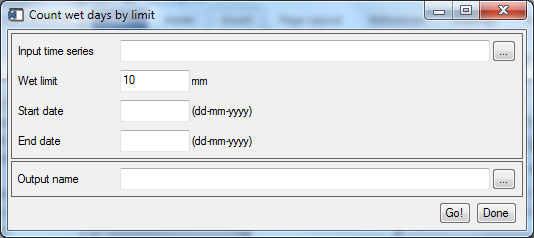 Count wet days by limit
Input time series
...
Wet limit
10
mm
Start date
(dd-mm-yyyy)
End date
(dd-mm-yyyy)
Output name
...
Go!
Done